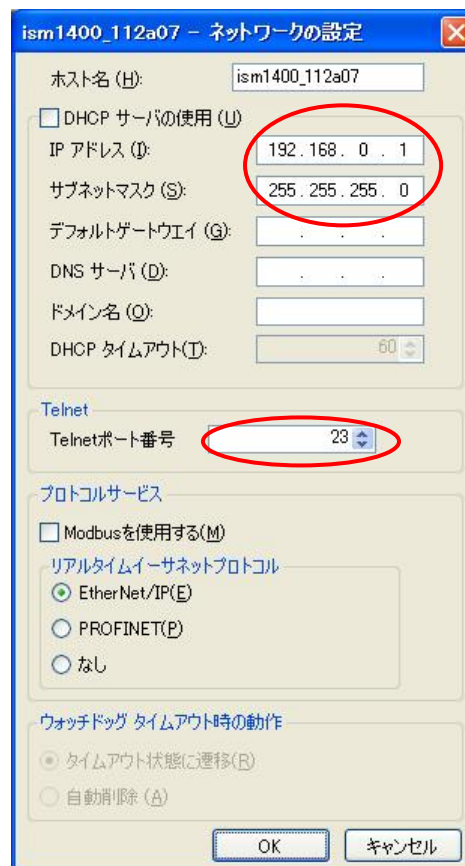 ism1400_112a07 - ネットワークの設定
ホスト名 (H): ism1400_112a07
DHCP サーバの使用 (U)
IP アドレス (I): 192 . 168 . 0 . 1
サブネットマスク (S): 255 . 255 . 255 . 0
デフォルトゲートウエイ (G): . . .
DNS サーバ (D): . . .
ドメイン名 (O):
DHCP タイムアウト(T): 60
Telnet
Telnetポート番号 23
プロトコルサービス
Modbusを使用する(M)
リアルタイムイーサネットプロトコル
EtherNet/IP(E)
PROFINET(P)
なし
ウォッチドッグ タイムアウト時の動作
タイムアウト状態に遷移(R)
自動削除 (A)
OK キャンセル